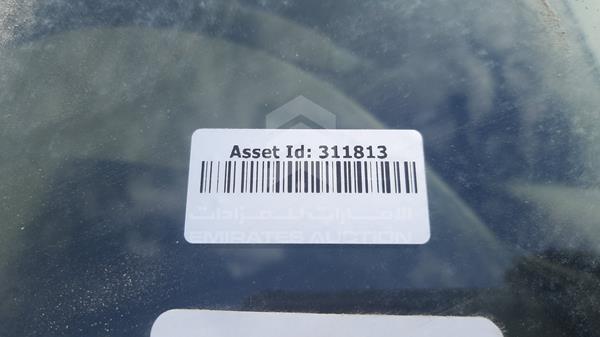 Asset Id: 311813
الإمارات للمزادات
EMIRATES AUCTION